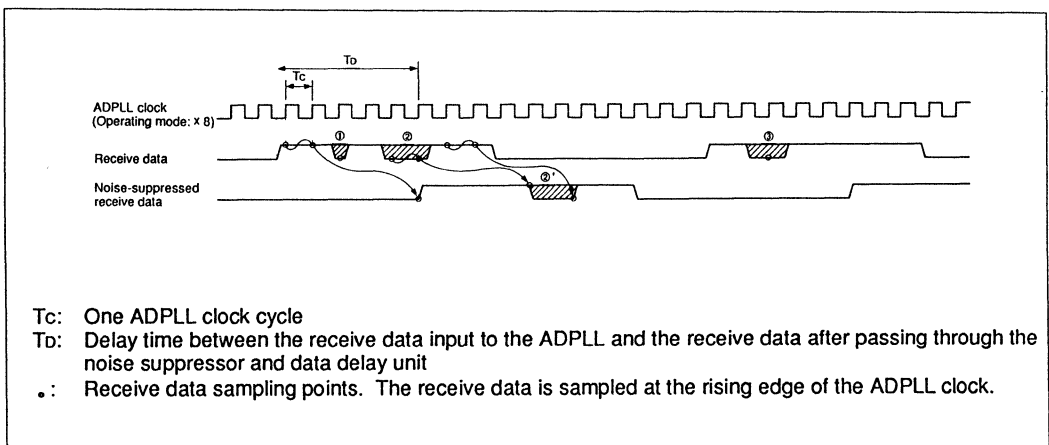 TD
TC
ADPLL clock
(Operating mode: x 8)
① ② ③
Receive data
②'
Noise-suppressed
receive data
Tc: One ADPLL clock cycle
TD: Delay time between the receive data input to the ADPLL and the receive data after passing through the
noise suppressor and data delay unit
. : Receive data sampling points. The receive data is sampled at the rising edge of the ADPLL clock.